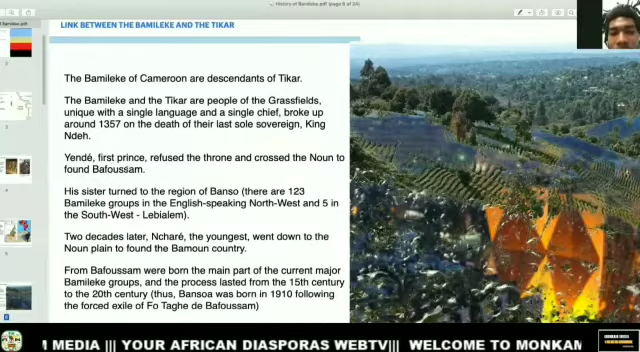 History of Bamileke.pdf (page 6 of 24)
LINK BETWEEN THE BAMILEKE AND THE TIKAR
The Bamileke of Cameroon are descendants of Tikar.
The Bamileke and the Tikar are people of the Grassfields,
unique with a single language and a single chief, broke up
around 1357 on the death of their last sole sovereign, King
Ndeh.
Yendé, first prince, refused the throne and crossed the Noun to
found Bafoussam.
His sister turned to the region of Banso (there are 123
Bamileke groups in the English-speaking North-West and 5 in
the South-West - Lebialem).
Two decades later, Ncharé, the youngest, went down to the
Noun plain to found the Bamoun country.
From Bafoussam were born the main part of the current major
Bamileke groups, and the process lasted from the 15th century
to the 20th century (thus, Bansoa was born in 1910 following
the forced exile of Fo Taghe de Bafoussam)
MEDIA ||| YOUR AFRICAN DIASPORAS WEBTV||| WELCOME TO MONKAM